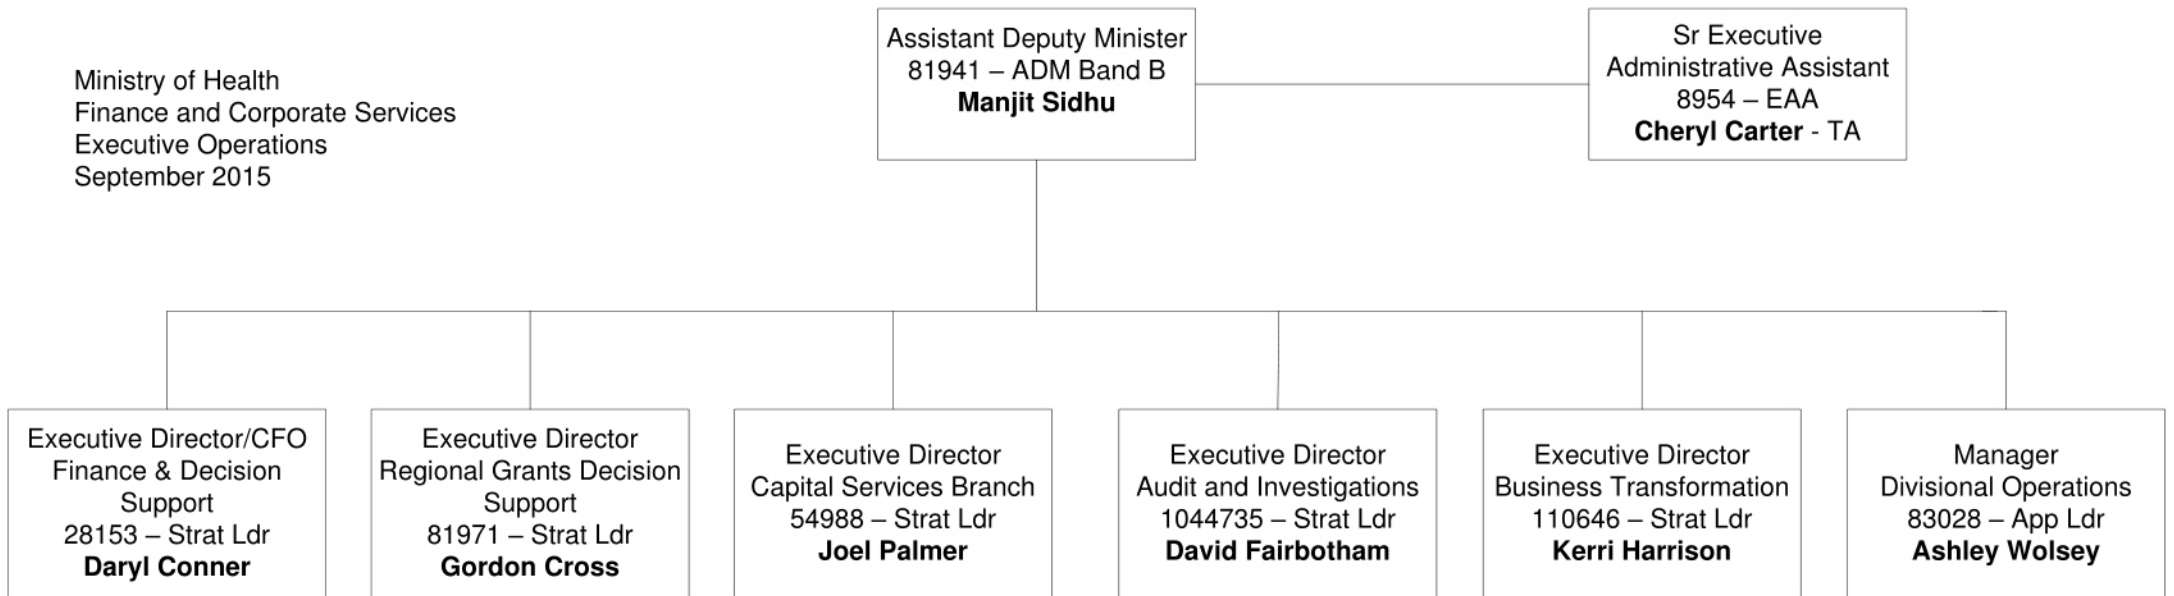 Ministry of Health
Finance and Corporate Services
Executive Operations
September 2015
Assistant Deputy Minister
81941 – ADM Band B
Manjit Sidhu
Sr Executive
Administrative Assistant
8954 – EAA
Cheryl Carter - TA
Executive Director/CFO
Finance & Decision
Support
28153 – Strat Ldr
Daryl Conner
Executive Director
Regional Grants Decision
Support
81971 – Strat Ldr
Gordon Cross
Executive Director
Capital Services Branch
54988 – Strat Ldr
Joel Palmer
Executive Director
Audit and Investigations
1044735 – Strat Ldr
David Fairbotham
Executive Director
Business Transformation
110646 – Strat Ldr
Kerri Harrison
Manager
Divisional Operations
83028 – App Ldr
Ashley Wolsey